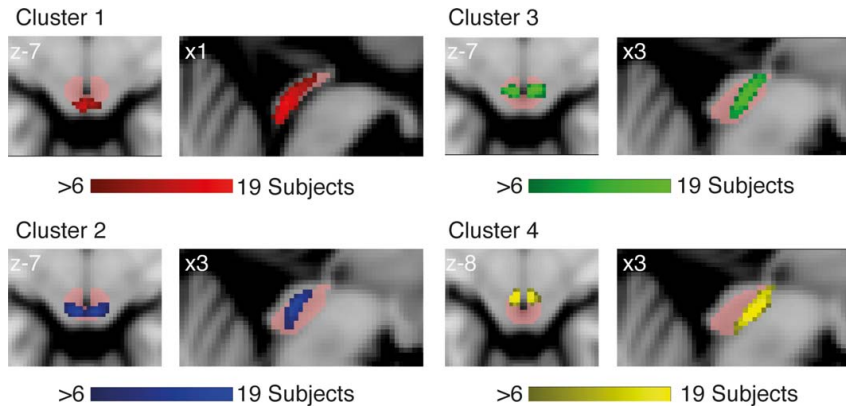 Cluster 1
z-7
x1
>6 19 Subjects
Cluster 2
z-7
x3
>6 19 Subjects
Cluster 3
z-7
x3
>6 19 Subjects
Cluster 4
z-8
x3
>6 19 Subjects